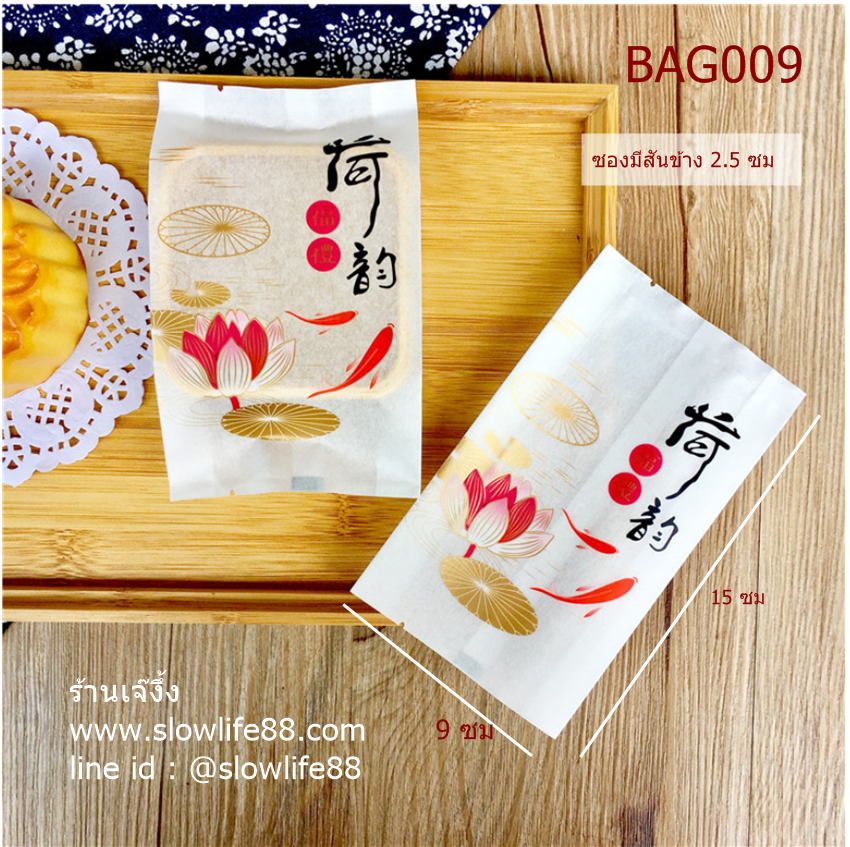 BAG009
ซองมีสันข้าง 2.5 ซม
荷韵
福禮
荷韵
福禮
15 ซม
9 ซม
ร้านเจ๊งึ้ง
www.slowlife88.com
line id : @slowlife88